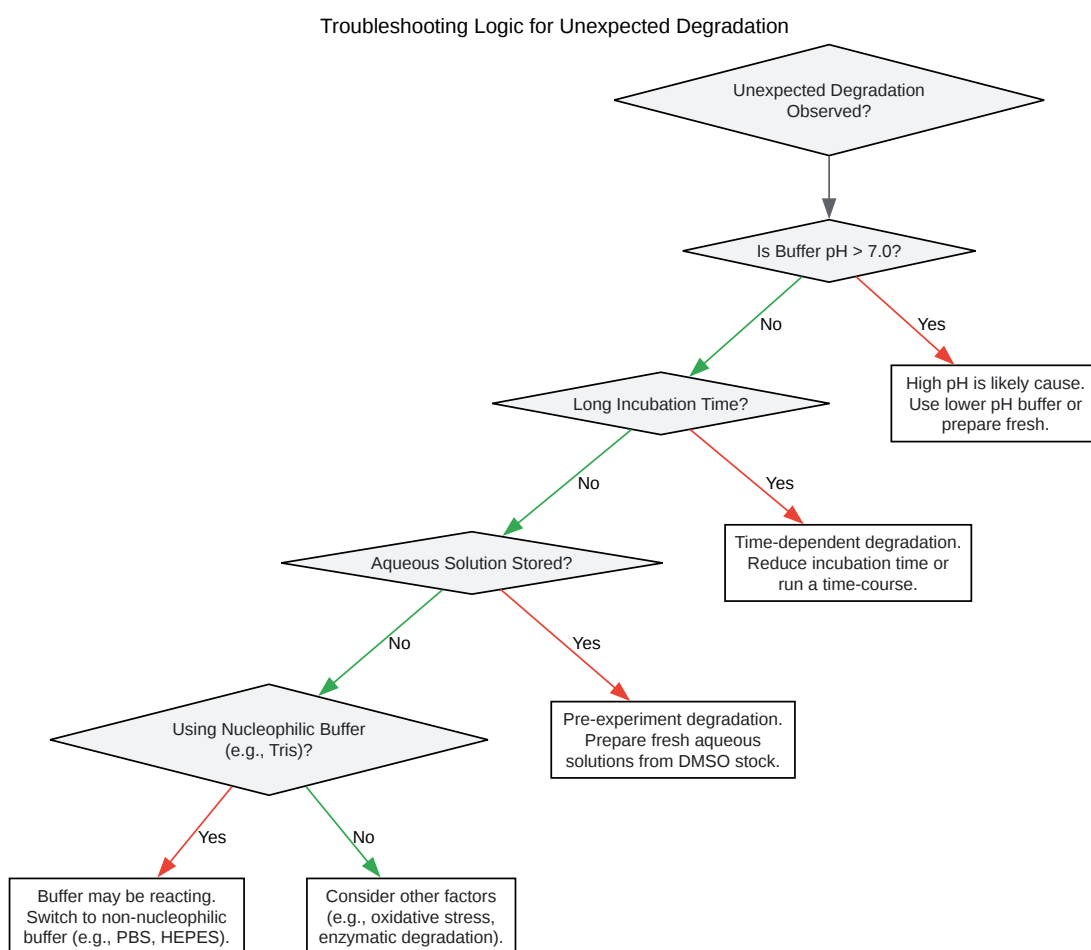 Troubleshooting Logic for Unexpected Degradation
Unexpected Degradation
Observed?
Is Buffer pH > 7.0?
No
Yes
High pH is likely cause.
Use lower pH buffer or
prepare fresh.
Long Incubation Time?
No
Yes
Time-dependent degradation.
Reduce incubation time or
run a time-course.
Aqueous Solution Stored?
No
Yes
Pre-experiment degradation.
Prepare fresh aqueous
solutions from DMSO stock.
Using Nucleophilic Buffer
(e.g., Tris)?
Yes
No
Buffer may be reacting.
Switch to non-nucleophilic
buffer (e.g., PBS, HEPES).
Consider other factors
(e.g., oxidative stress,
enzymatic degradation).